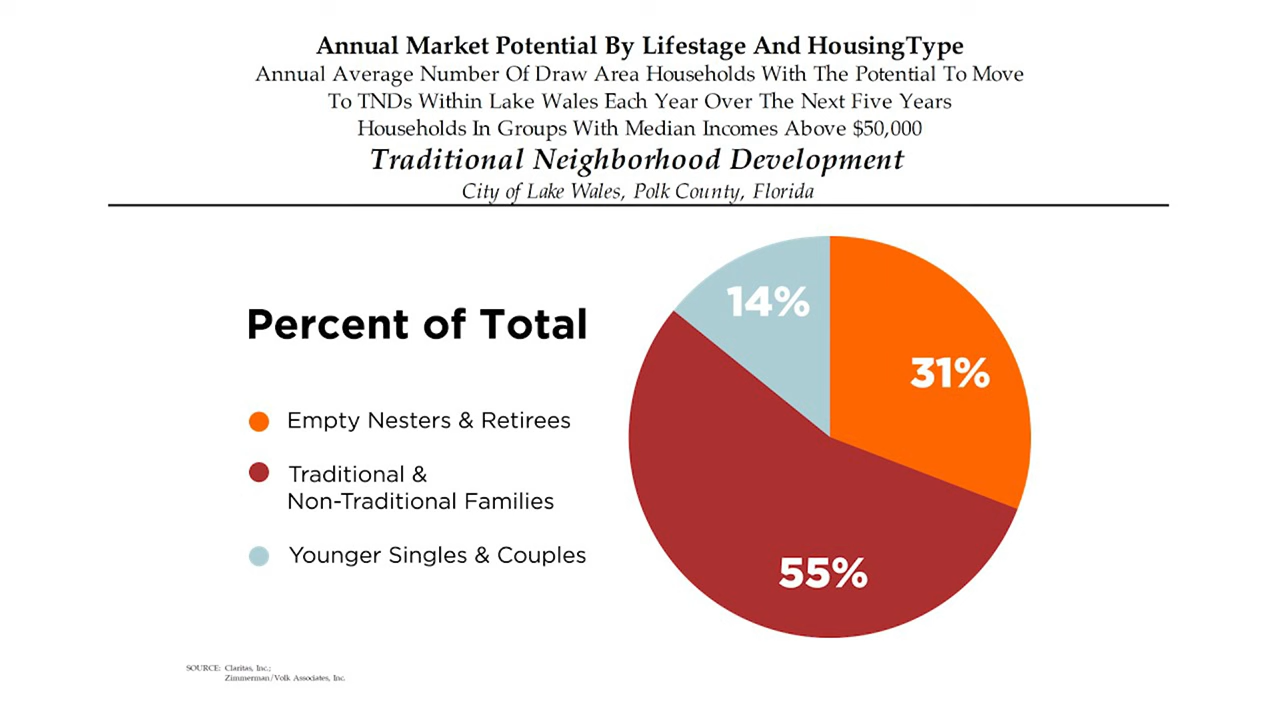 Annual Market Potential By Lifestage And HousingType
Annual Average Number Of Draw Area Households With The Potential To Move
To TNDs Within Lake Wales Each Year Over The Next Five Years
Households In Groups With Median Incomes Above $50,000
Traditional Neighborhood Development
City of Lake Wales, Polk County, Florida
Percent of Total
Empty Nesters & Retirees
Traditional &
Non-Traditional Families
Younger Singles & Couples
14%
31%
55%
SOURCE: Claritas, Inc.;
Zimmerman/Volk Associates, Inc.